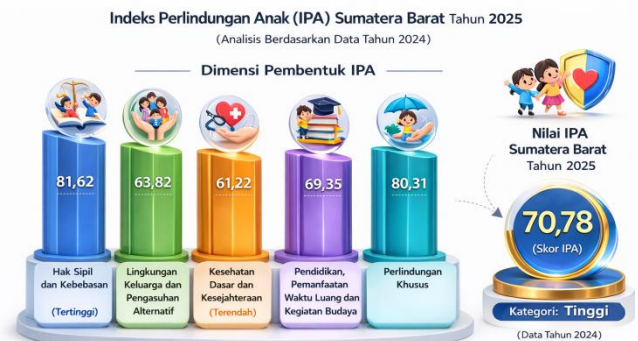 Indeks Perlindungan Anak (IPA) Sumatera Barat Tahun 2025
(Analisis Berdasarkan Data Tahun 2024)
Dimensi Pembentuk IPA
81,62
63,82
61,22
69,35
80,31
Hak Sipil
dan Kebebasan
(Tertinggi)
Lingkungan
Keluarga dan
Pengasuhan
Alternatif
Kesehatan
Dasar dan
Kesejahteraan
(Terendah)
Pendidikan,
Pemanfaatan
Waktu Luang dan
Kegiatan Budaya
Perlindungan
Khusus
Nilai IPA
Sumatera Barat
Tahun 2025
70,78
(Skor IPA)
Kategori: Tinggi
(Data Tahun 2024)